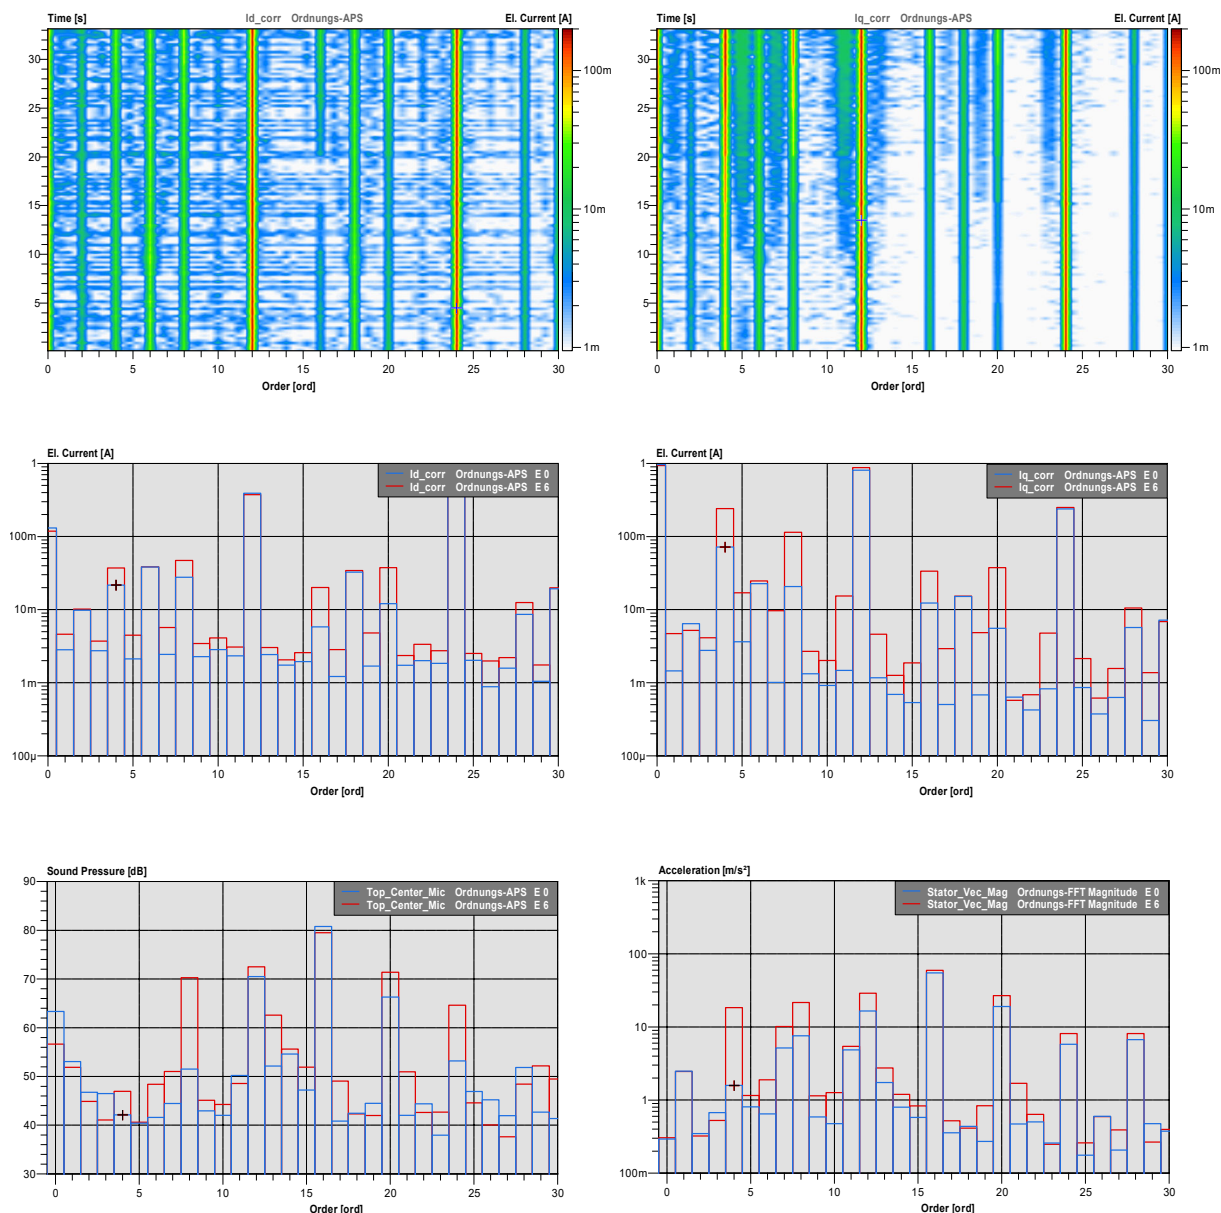 Time [s] Id_corr Ordnungs-APS El. Current [A]
30
25
20
15
10
5
100m
10m
1m
0 5 10 15 20 25 30
Order [ord]
Time [s] Iq_corr Ordnungs-APS El. Current [A]
30
25
20
15
10
5
100m
10m
1m
0 5 10 15 20 25 30
Order [ord]
El. Current [A]
Id_corr Ordnungs-APS E 0
Id_corr Ordnungs-APS E 6
1
100m
10m
1m
100µ
0 5 10 15 20 25 30
Order [ord]
El. Current [A]
Iq_corr Ordnungs-APS E 0
Iq_corr Ordnungs-APS E 6
1
100m
10m
1m
100µ
0 5 10 15 20 25 30
Order [ord]
Sound Pressure [dB]
Top_Center_Mic Ordnungs-APS E 0
Top_Center_Mic Ordnungs-APS E 6
90
80
70
60
50
40
30
0 5 10 15 20 25 30
Order [ord]
Acceleration [m/s²]
Stator_Vec_Mag Ordnungs-FFT Magnitude E 0
Stator_Vec_Mag Ordnungs-FFT Magnitude E 6
1k
100
10
1
100m
0 5 10 15 20 25 30
Order [ord]